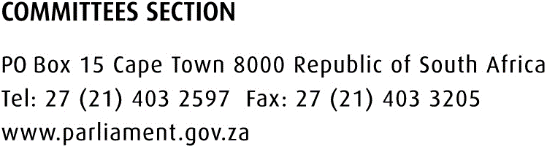 COMMITTEES SECTION
PO Box 15 Cape Town 8000 Republic of South Africa
Tel: 27 (21) 403 2597 Fax: 27 (21) 403 3205
www.parliament.gov.za